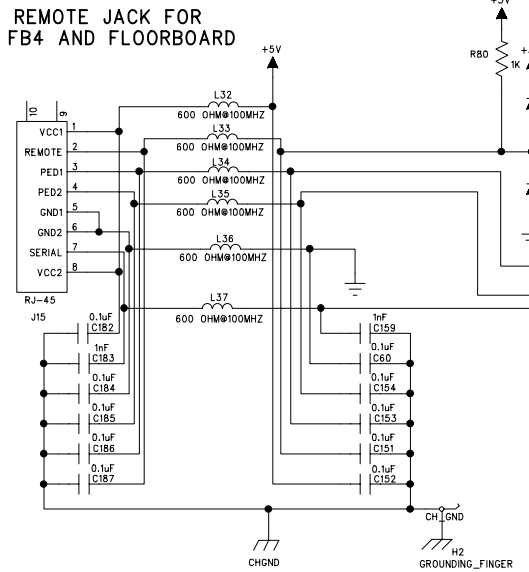 REMOTE JACK FOR
FB4 AND FLOORBOARD
+5V
+5V
R80
1K
L32
600 OHM@100MHZ
L33
600 OHM@100MHZ
L34
600 OHM@100MHZ
L35
600 OHM@100MHZ
L36
600 OHM@100MHZ
L37
600 OHM@100MHZ
10
9
VCC1 1
REMOTE 2
PED1 3
PED2 4
GND1 5
GND2 6
SERIAL 7
VCC2 8
RJ-45
J15
0.1uF
C182
1nF
C183
0.1uF
C184
0.1uF
C185
0.1uF
C186
0.1uF
C187
1nF
C159
0.1uF
C60
0.1uF
C154
0.1uF
C153
0.1uF
C151
0.1uF
C152
CHGND
CH_GND
H2
GROUNDING_FINGER